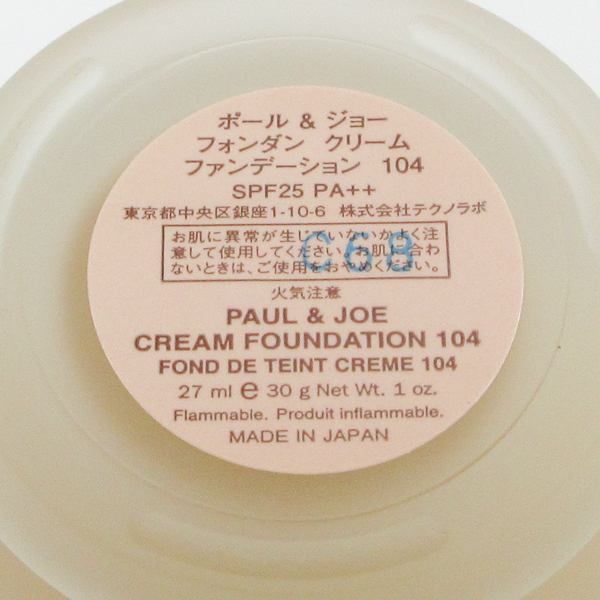 ポール & ジョー
フォンダン クリーム
ファンデーション 104
SPF25 PA++
東京都中央区銀座1-10-6 株式会社テクノラボ
お肌に異常が生じていないかよく注
意して使用してください。お肌に合わ
ないときは、ご使用をおやめください。
C68
火気注意
PAUL & JOE
CREAM FOUNDATION 104
FOND DE TEINT CREME 104
27 ml e 30 g Net Wt. 1 oz.
Flammable. Produit inflammable.
MADE IN JAPAN